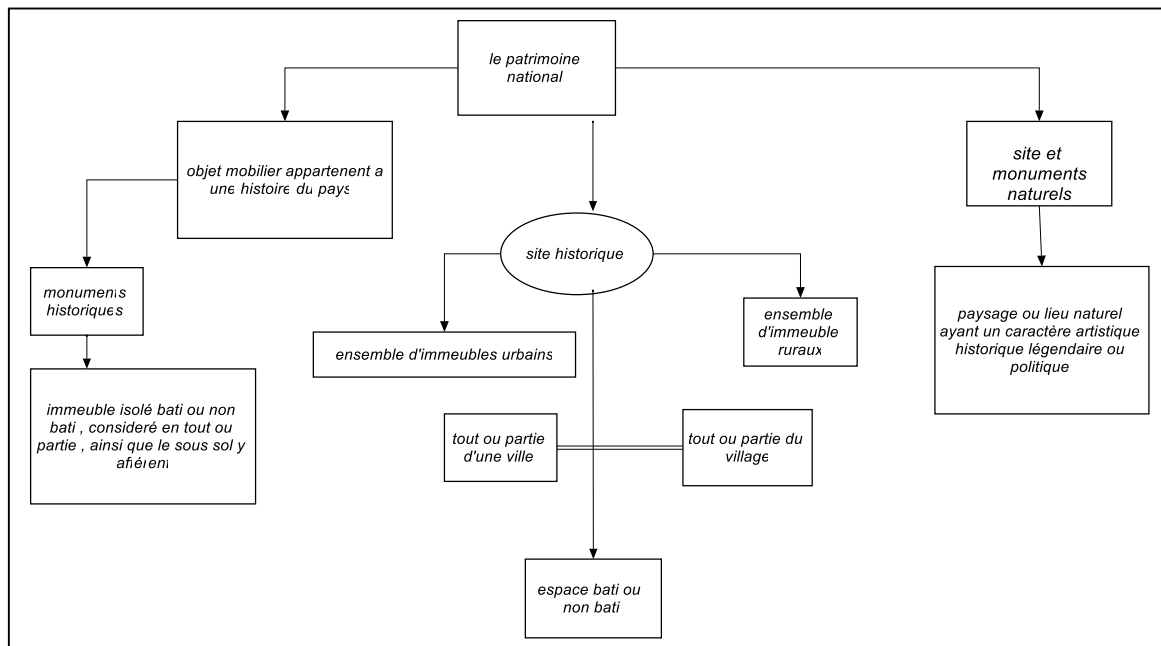 le patrimoine
national
objet mobilier appartenent a
une histoire du pays
site et
monuments
naturels
site historique
monuments
historiques
ensemble d'immeubles urbains
ensemble
d'immeuble
ruraux
paysage ou lieu naturel
ayant un caractère artistique
historique légendaire ou
politique
immeuble isolé bati ou non
bati , consideré en tout ou
partie , ainsi que le sous sol y
aférent
tout ou partie
d'une ville
tout ou partie du
village
espace bati ou
non bati